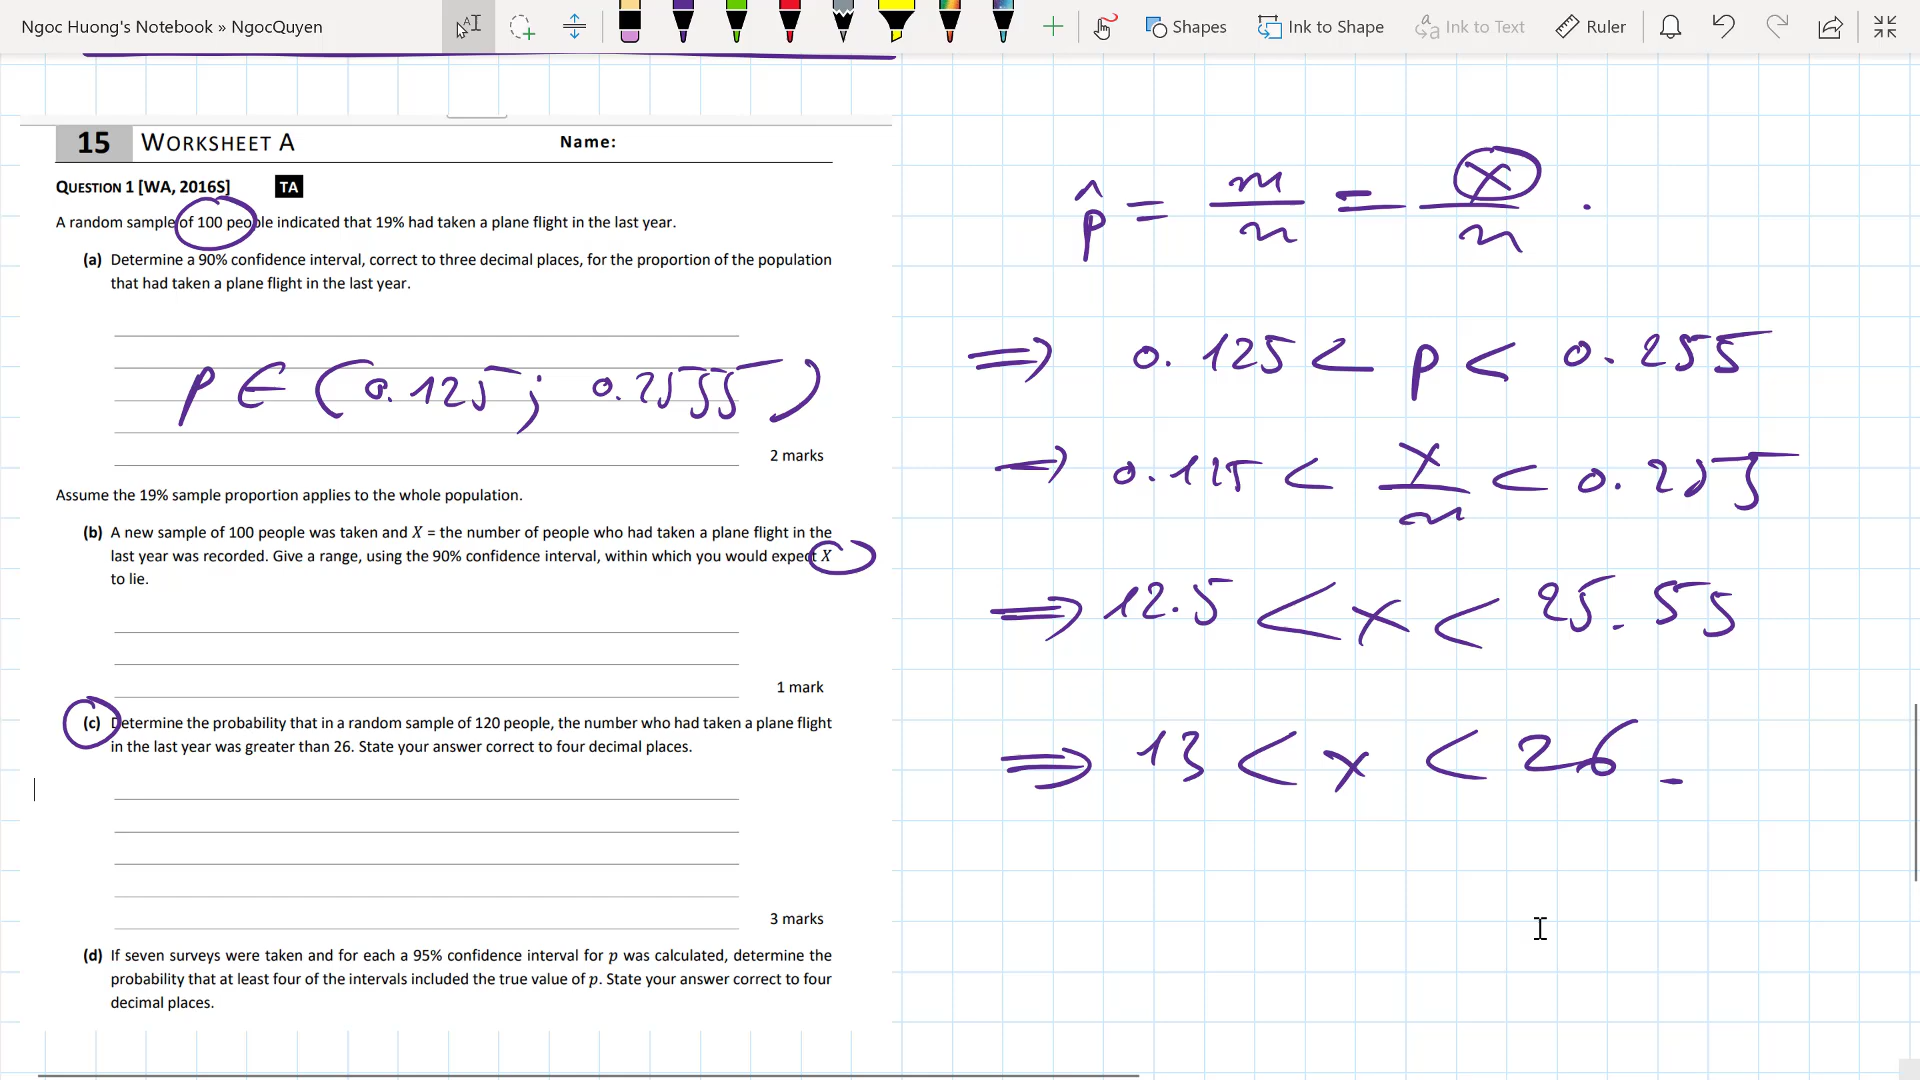 Ngoc Huong's Notebook » NgocQuyen
Shapes
Ink to Shape
Ink to Text
Ruler
15 WORKSHEET A
Name:
QUESTION 1 [WA, 2016S] TA
A random sample of 100 people indicated that 19% had taken a plane flight in the last year.
(a) Determine a 90% confidence interval, correct to three decimal places, for the proportion of the population
that had taken a plane flight in the last year.
p ∈ (0.125; 0.2555)
2 marks
Assume the 19% sample proportion applies to the whole population.
(b) A new sample of 100 people was taken and X = the number of people who had taken a plane flight in the
last year was recorded. Give a range, using the 90% confidence interval, within which you would expect X
to lie.
1 mark
(c) Determine the probability that in a random sample of 120 people, the number who had taken a plane flight
in the last year was greater than 26. State your answer correct to four decimal places.
3 marks
(d) If seven surveys were taken and for each a 95% confidence interval for p was calculated, determine the
probability that at least four of the intervals included the true value of p. State your answer correct to four
decimal places.
p̂ = m/n = x/n .
⇒ 0.125 < p < 0.255
→ 0.125 < x/n < 0.255
⇒ 12.5 < x < 25.55
⇒ 13 < x < 26 .